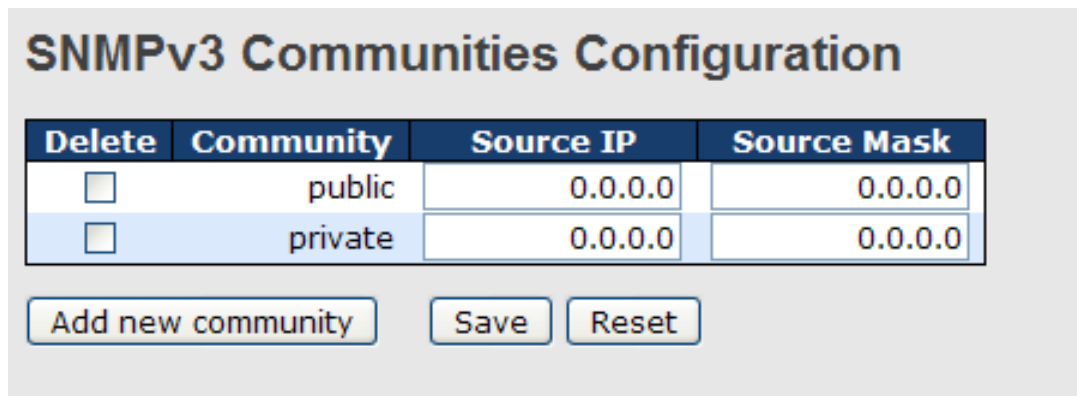 SNMPv3 Communities Configuration
Delete Community Source IP Source Mask
public 0.0.0.0 0.0.0.0
private 0.0.0.0 0.0.0.0
Add new community Save Reset